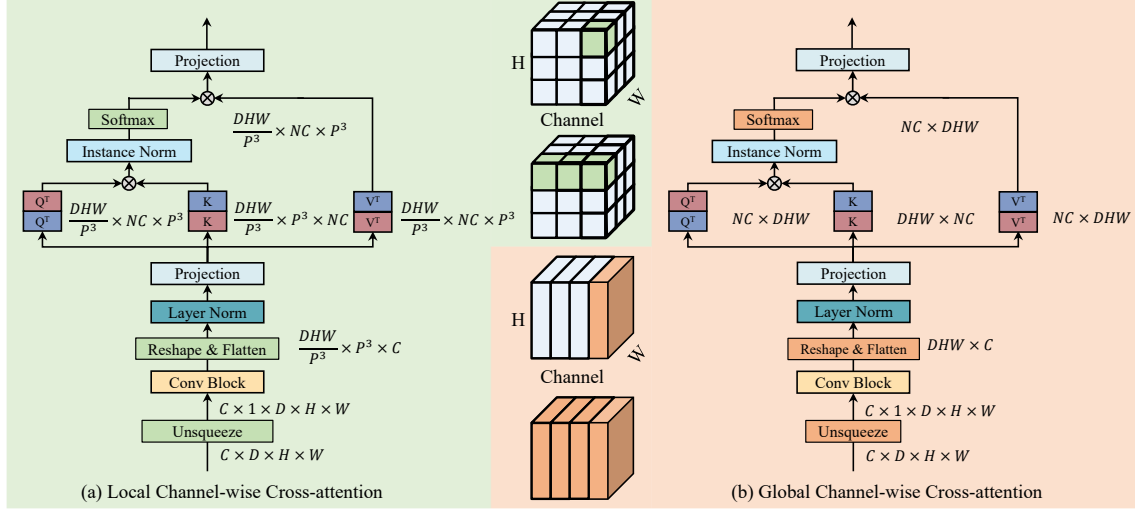 Projection
Softmax
DHW/P³ × NC × P³
Instance Norm
Qᵀ
Qᵀ
DHW/P³ × NC × P³
K
K
DHW/P³ × P³ × NC
Vᵀ
Vᵀ
DHW/P³ × NC × P³
Projection
Layer Norm
Reshape & Flatten
DHW/P³ × P³ × C
Conv Block
C × 1 × D × H × W
Unsqueeze
C × D × H × W
(a) Local Channel-wise Cross-attention
H
W
Channel
H
W
Channel
Projection
Softmax
NC × DHW
Instance Norm
Qᵀ
Qᵀ
NC × DHW
K
K
DHW × NC
Vᵀ
Vᵀ
NC × DHW
Projection
Layer Norm
Reshape & Flatten
DHW × C
Conv Block
C × 1 × D × H × W
Unsqueeze
C × D × H × W
(b) Global Channel-wise Cross-attention